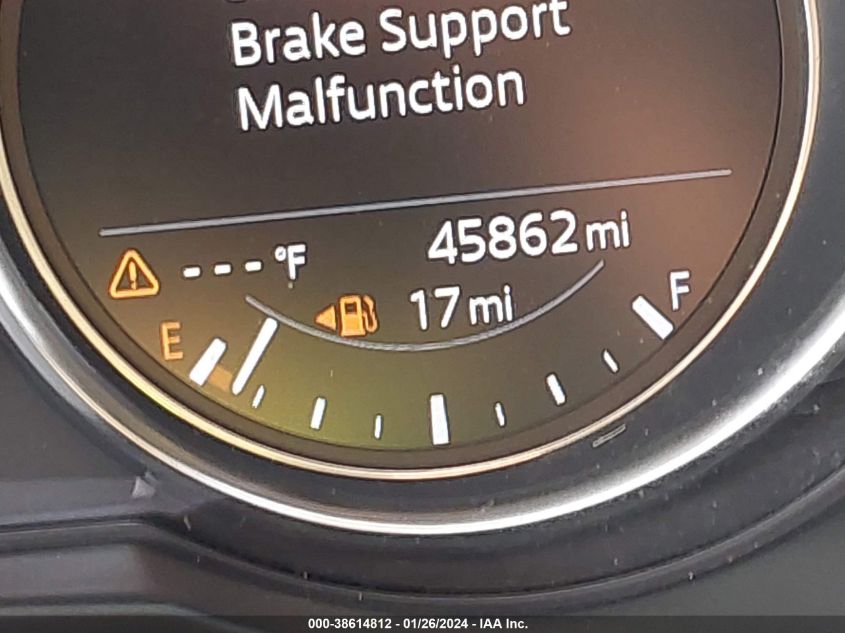 Brake Support
Malfunction
--- °F 45862 mi
17 mi
E F
000-38614812 - 01/26/2024 - IAA Inc.